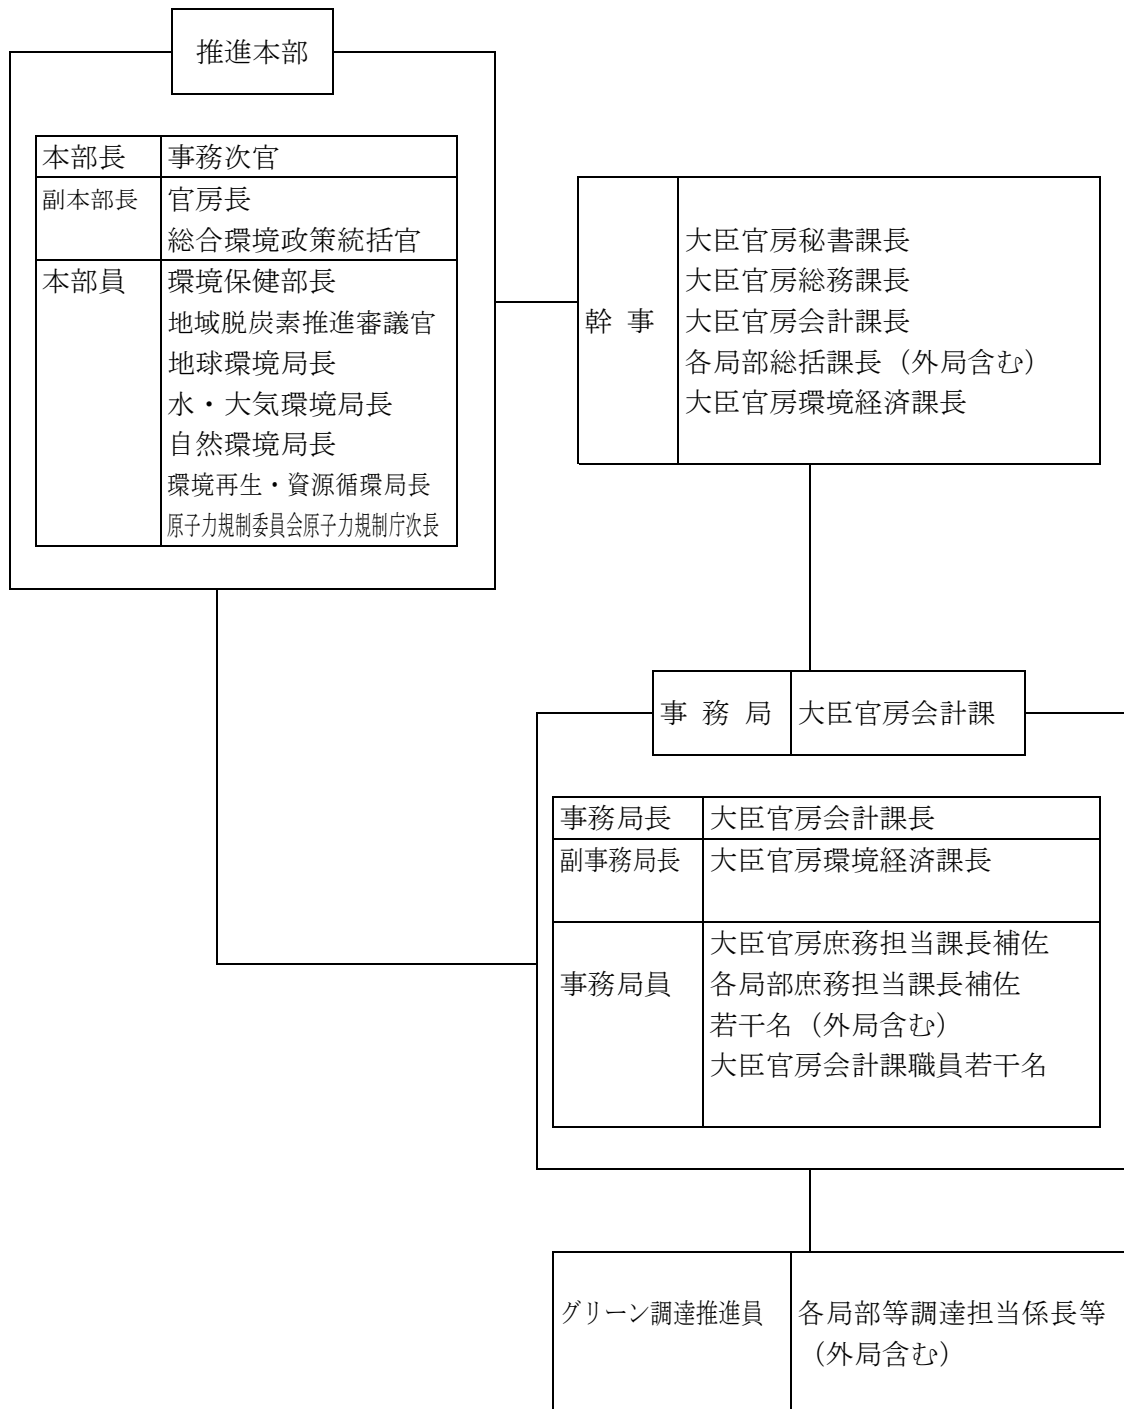 推進本部
本部長 事務次官
副本部長 官房長
総合環境政策統括官
本部員 環境保健部長
地域脱炭素推進審議官
地球環境局長
水・大気環境局長
自然環境局長
環境再生・資源循環局長
原子力規制委員会原子力規制庁次長
幹 事
大臣官房秘書課長
大臣官房総務課長
大臣官房会計課長
各局部総括課長（外局含む）
大臣官房環境経済課長
事 務 局 大臣官房会計課
事務局長 大臣官房会計課長
副事務局長 大臣官房環境経済課長
大臣官房庶務担当課長補佐
事務局員 各局部庶務担当課長補佐
若干名（外局含む）
大臣官房会計課職員若干名
グリーン調達推進員 各局部等調達担当係長等
（外局含む）